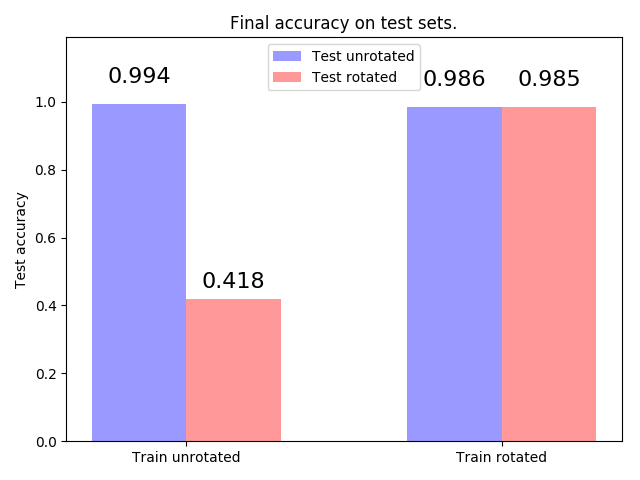 Final accuracy on test sets.
Test unrotated
Test rotated
0.994
0.418
0.986
0.985
Test accuracy
1.0
0.8
0.6
0.4
0.2
0.0
Train unrotated
Train rotated